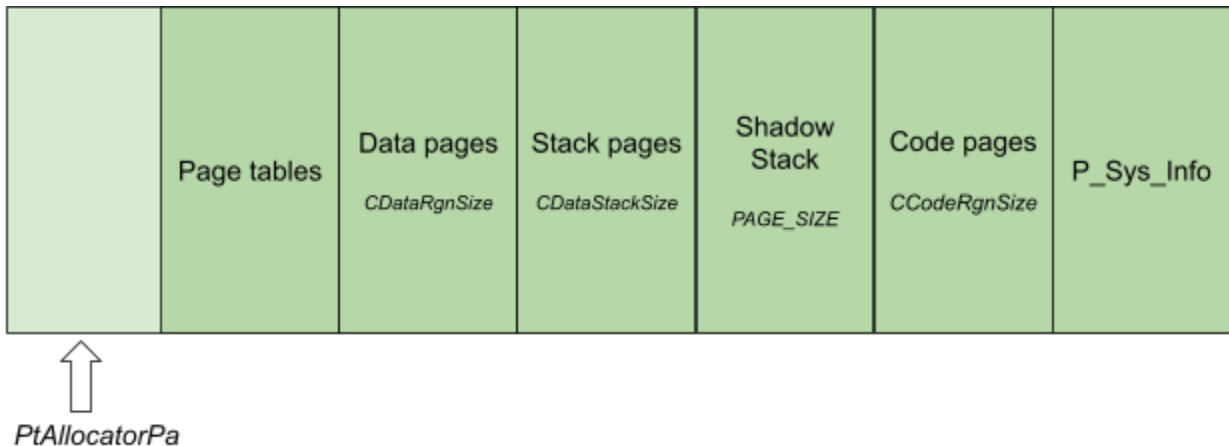 Page tables
Data pages
CDataRgnSize
Stack pages
CDataStackSize
Shadow
Stack
PAGE_SIZE
Code pages
CCodeRgnSize
P_Sys_Info
PtAllocatorPa